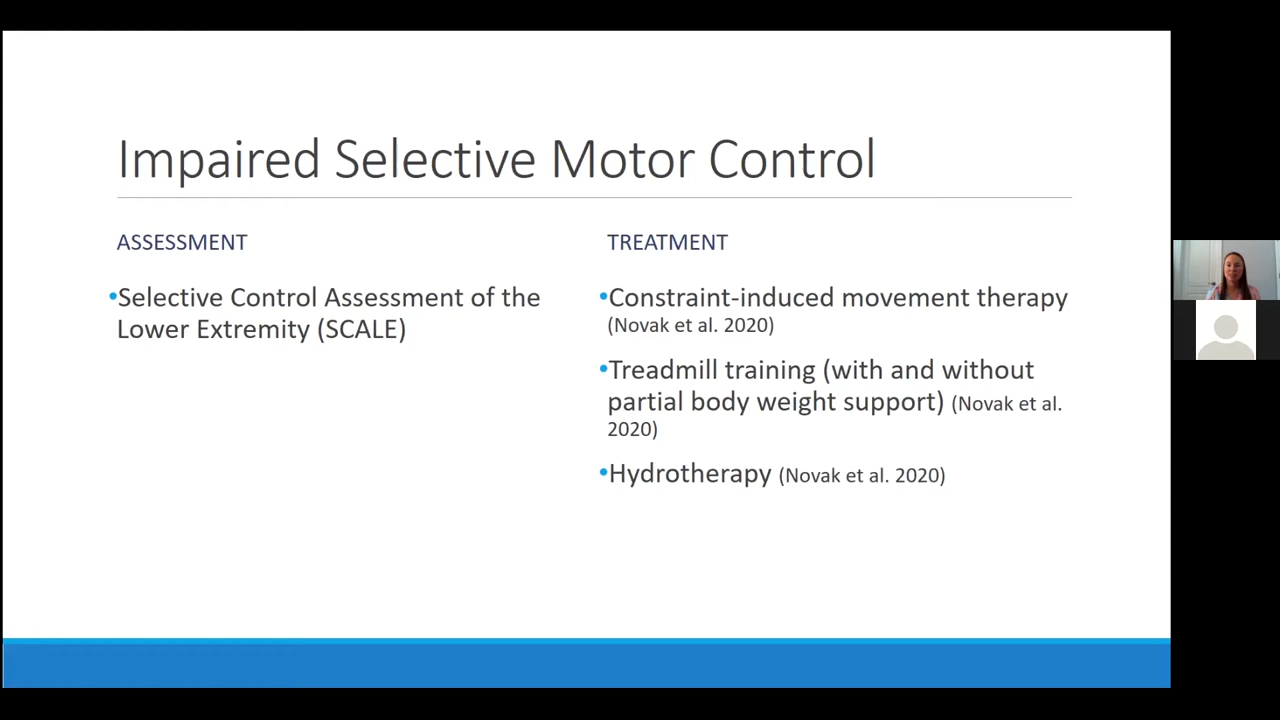 Impaired Selective Motor Control
ASSESSMENT
•Selective Control Assessment of the
Lower Extremity (SCALE)
TREATMENT
•Constraint-induced movement therapy
(Novak et al. 2020)
•Treadmill training (with and without
partial body weight support) (Novak et al.
2020)
•Hydrotherapy (Novak et al. 2020)